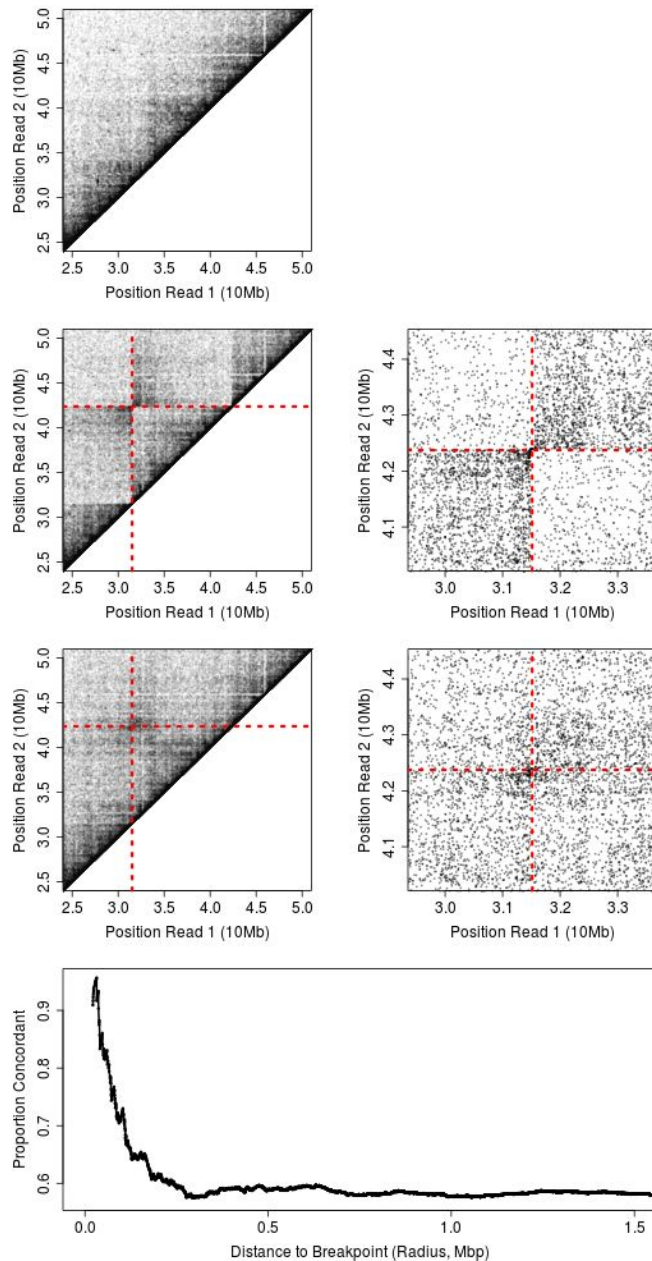 5.0
4.5
4.0
3.5
3.0
2.5
Position Read 2 (10Mb)
2.5 3.0 3.5 4.0 4.5 5.0
Position Read 1 (10Mb)
5.0
4.5
4.0
3.5
3.0
2.5
Position Read 2 (10Mb)
2.5 3.0 3.5 4.0 4.5 5.0
Position Read 1 (10Mb)
4.4
4.3
4.2
4.1
Position Read 2 (10Mb)
3.0 3.1 3.2 3.3
Position Read 1 (10Mb)
5.0
4.5
4.0
3.5
3.0
2.5
Position Read 2 (10Mb)
2.5 3.0 3.5 4.0 4.5 5.0
Position Read 1 (10Mb)
4.4
4.3
4.2
4.1
Position Read 2 (10Mb)
3.0 3.1 3.2 3.3
Position Read 1 (10Mb)
0.9
0.8
0.7
0.6
Proportion Concordant
0.0 0.5 1.0 1.5
Distance to Breakpoint (Radius, Mbp)